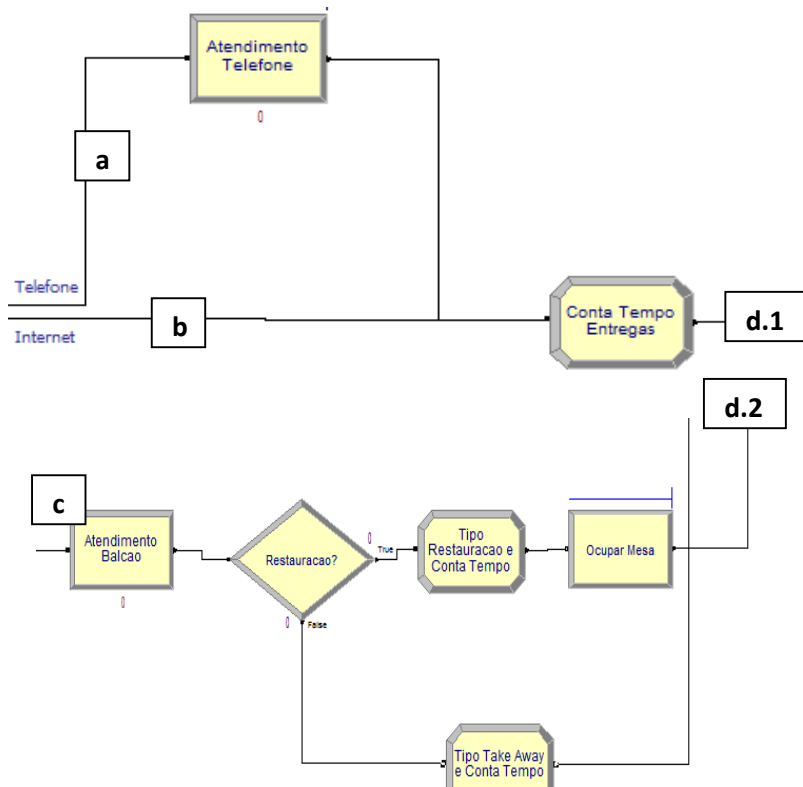 Atendimento
Telefone
0
a
Telefone
b
Internet
Conta Tempo
Entregas
d.1
d.2
c
Atendimento
Balcao
0
Restauracao?
0
True
0
False
Tipo
Restauracao e
Conta Tempo
Ocupar Mesa
Tipo Take Away
e Conta Tempo